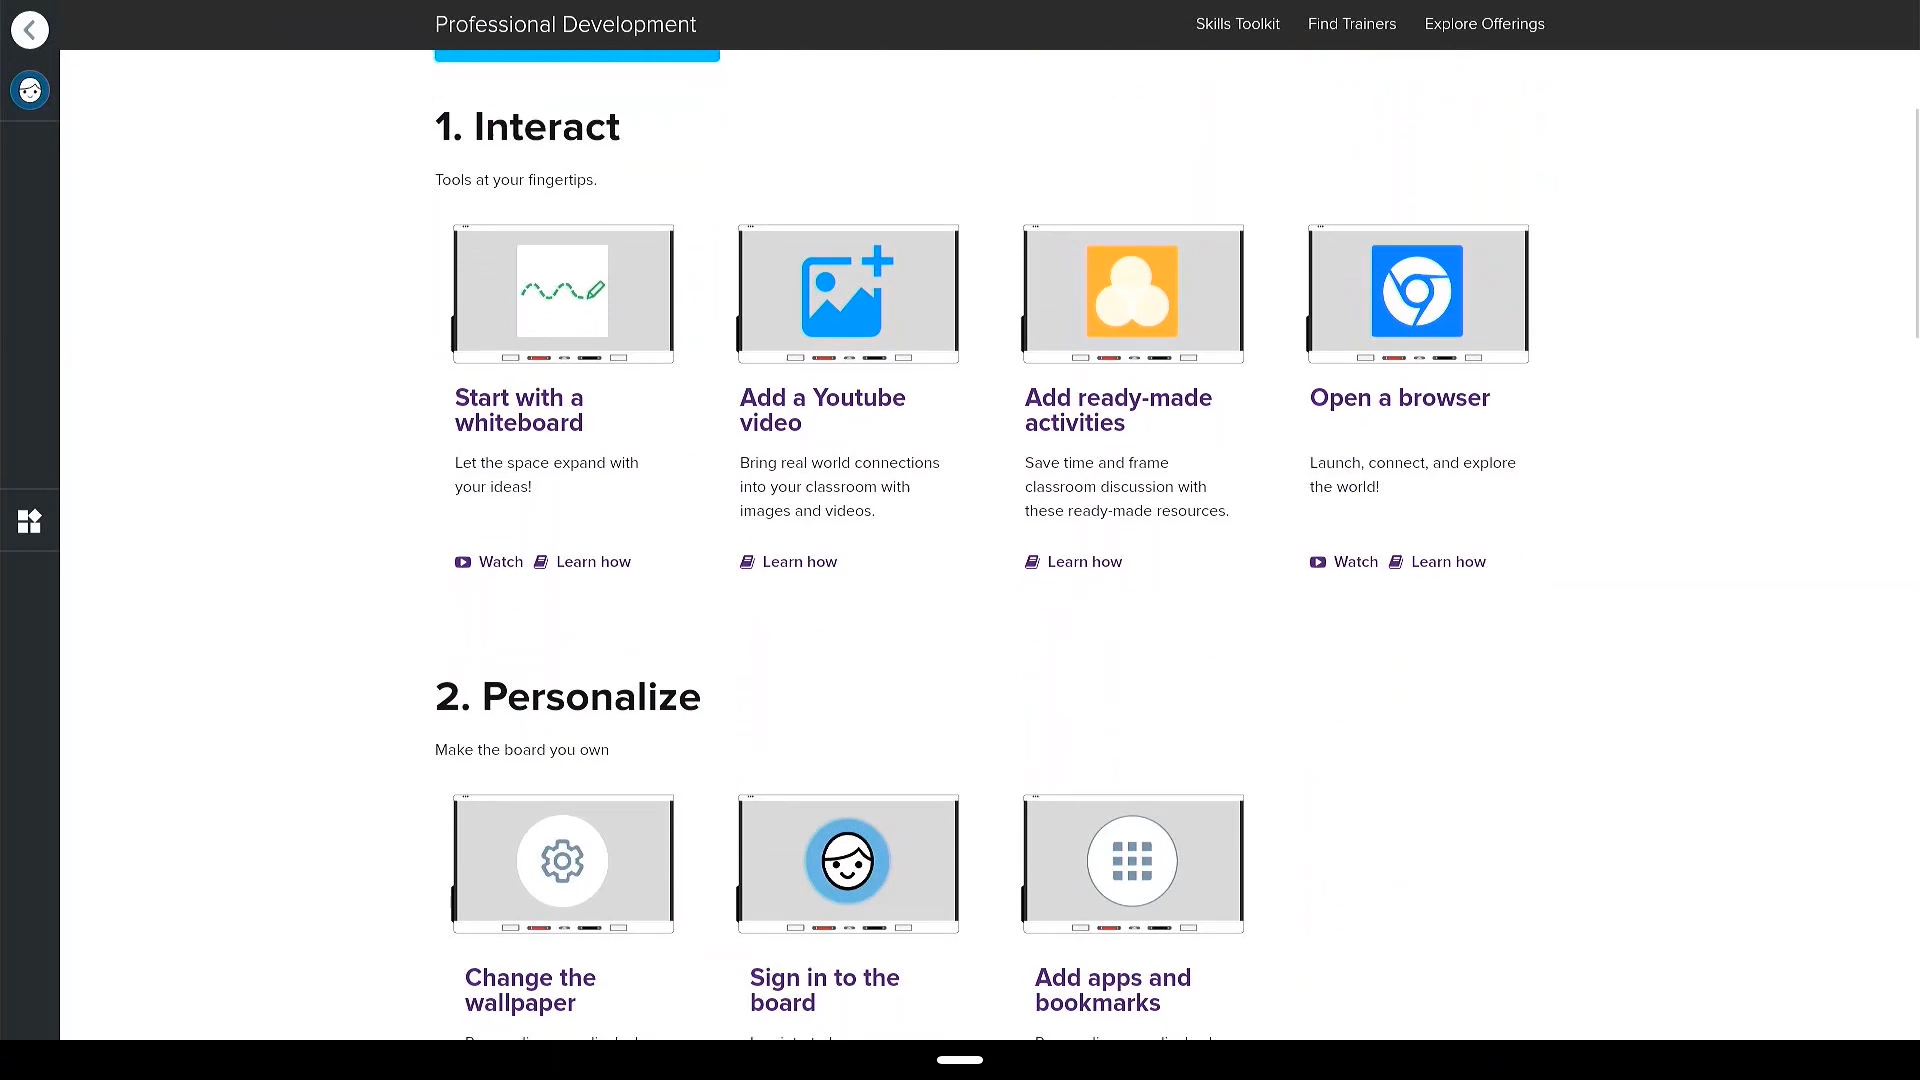 Professional Development
Skills Toolkit
Find Trainers
Explore Offerings
1. Interact
Tools at your fingertips.
Start with a
whiteboard
Let the space expand with
your ideas!
Watch
Learn how
Add a Youtube
video
Bring real world connections
into your classroom with
images and videos.
Learn how
Add ready-made
activities
Save time and frame
classroom discussion with
these ready-made resources.
Learn how
Open a browser
Launch, connect, and explore
the world!
Watch
Learn how
2. Personalize
Make the board you own
Change the
wallpaper
Sign in to the
board
Add apps and
bookmarks